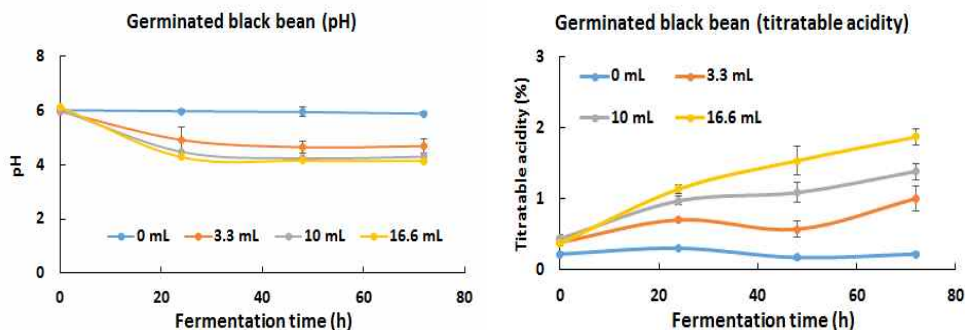 Germinated black bean (pH)
8
6
4
2
0
pH
0 mL 3.3 mL 10 mL 16.6 mL
0 20 40 60 80
Fermentation time (h)
Germinated black bean (titratable acidity)
3
2
1
0
Titratable acidity (%)
0 mL 3.3 mL
10 mL 16.6 mL
0 20 40 60 80
Fermentation time (h)